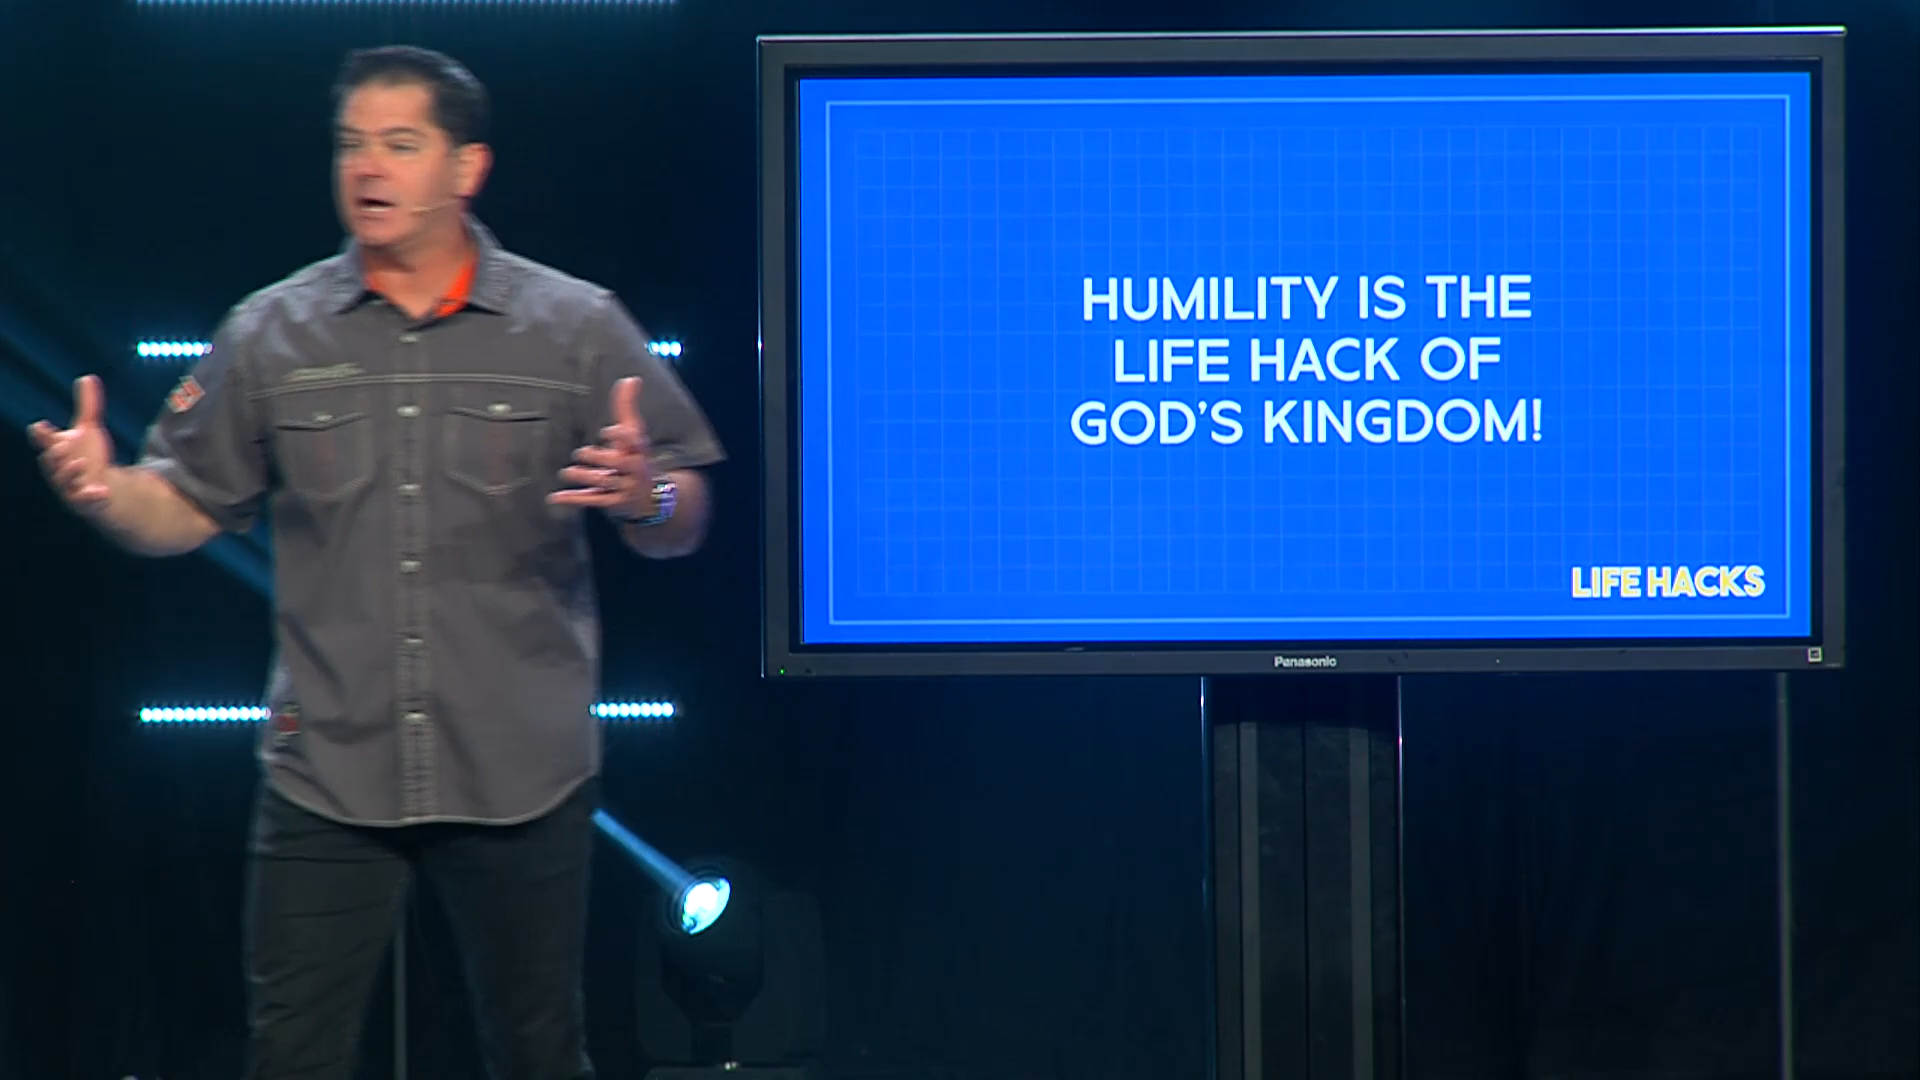 HUMILITY IS THE
LIFE HACK OF
GOD'S KINGDOM!
LIFE HACKS
Panasonic